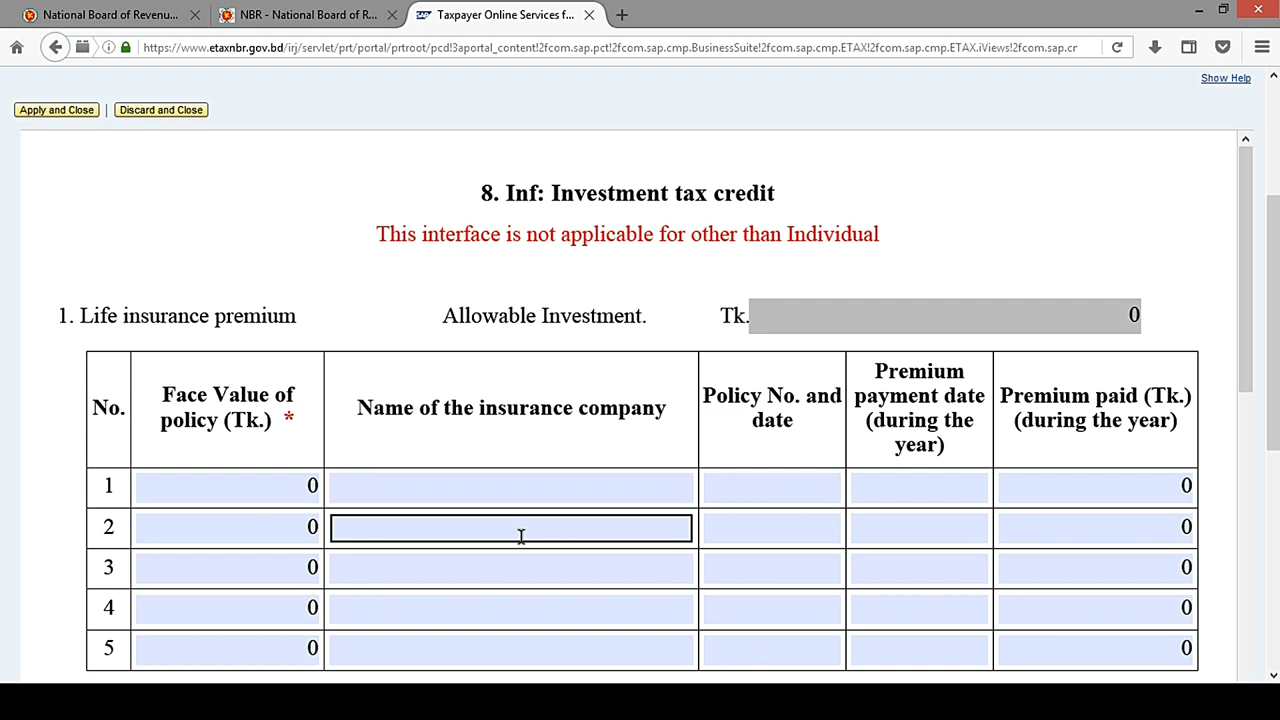 National Board of Revenu...
NBR - National Board of R...
Taxpayer Online Services f...
https://www.etaxnbr.gov.bd/irj/servlet/prt/portal/prtroot/pcd!3aportal_content!2fcom.sap.pct!2fcom.sap.cmp.BusinessSuite!2fcom.sap.cmp.ETAX!2fcom.sap.cmp.ETAX.iViews!2fcom.sap.cr
Show Help
Apply and Close | Discard and Close
8. Inf: Investment tax credit
This interface is not applicable for other than Individual
1. Life insurance premium Allowable Investment. Tk. 0
No. Face Value of policy (Tk.) * Name of the insurance company Policy No. and date Premium payment date (during the year) Premium paid (Tk.) (during the year)
1 0 0
2 0 0
3 0 0
4 0 0
5 0 0